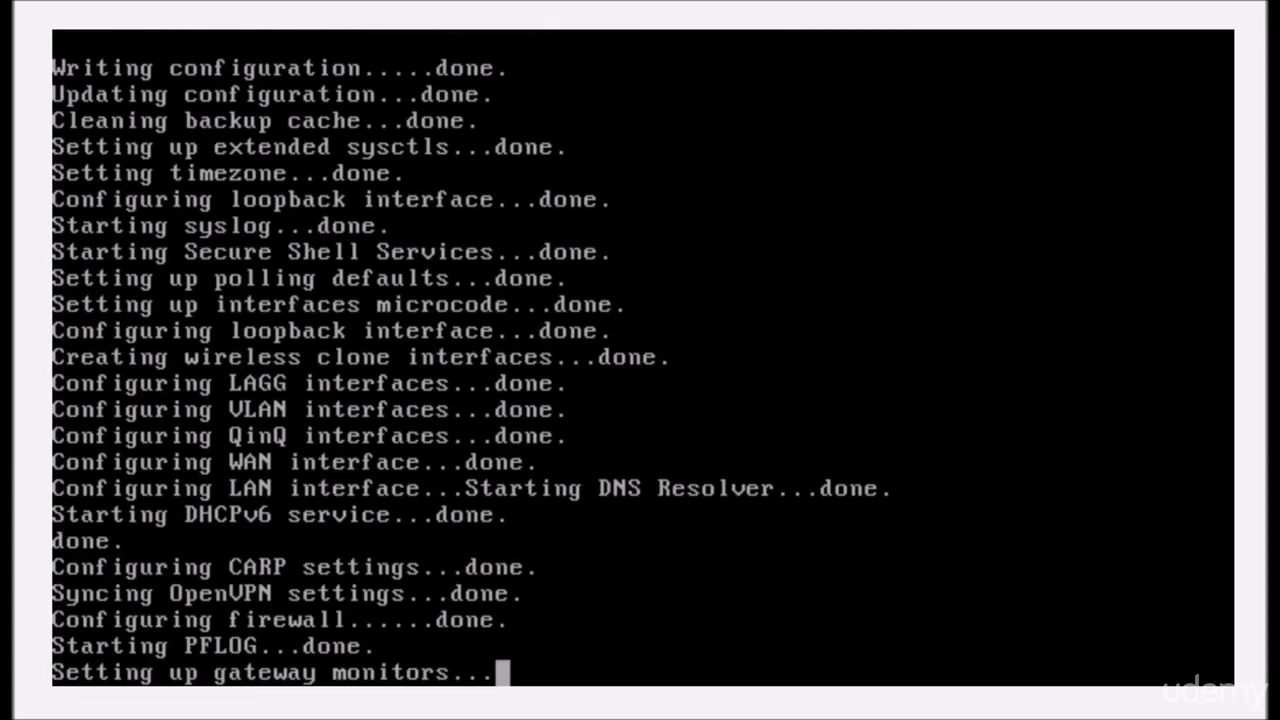 Writing configuration.....done.
Updating configuration...done.
Cleaning backup cache...done.
Setting up extended sysctls...done.
Setting timezone...done.
Configuring loopback interface...done.
Starting syslog...done.
Starting Secure Shell Services...done.
Setting up polling defaults...done.
Setting up interfaces microcode...done.
Configuring loopback interface...done.
Creating wireless clone interfaces...done.
Configuring LAGG interfaces...done.
Configuring VLAN interfaces...done.
Configuring QinQ interfaces...done.
Configuring WAN interface...done.
Configuring LAN interface...Starting DNS Resolver...done.
Starting DHCPv6 service...done.
done.
Configuring CARP settings...done.
Syncing OpenVPN settings...done.
Configuring firewall......done.
Starting PFLOG...done.
Setting up gateway monitors...
udemy